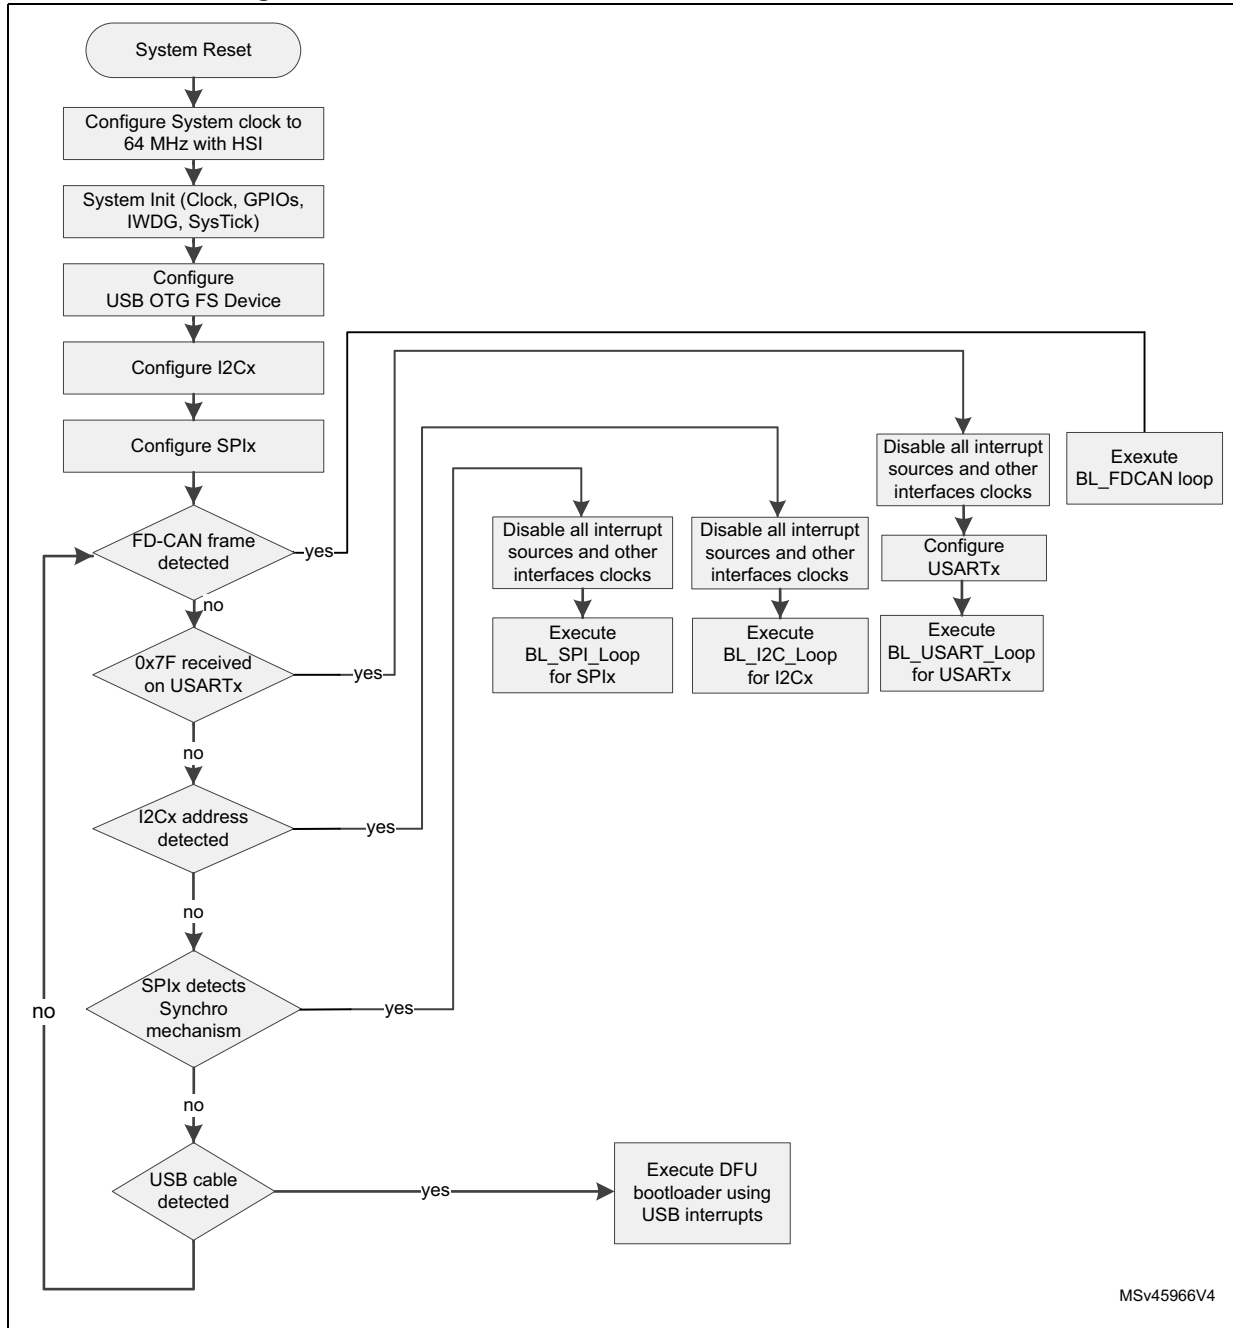 System Reset
Configure System clock to
64 MHz with HSI
System Init (Clock, GPIOs,
IWDG, SysTick)
Configure
USB OTG FS Device
Configure I2Cx
Configure SPIx
FD-CAN frame
detected
yes
no
0x7F received
on USARTx
yes
no
I2Cx address
detected
yes
no
SPIx detects
Synchro
mechanism
yes
no
USB cable
detected
yes
no
Disable all interrupt
sources and other
interfaces clocks
Execute
BL_SPI_Loop
for SPIx
Disable all interrupt
sources and other
interfaces clocks
Execute
BL_I2C_Loop
for I2Cx
Disable all interrupt
sources and other
interfaces clocks
Configure
USARTx
Execute
BL_USART_Loop
for USARTx
Exexute
BL_FDCAN loop
Execute DFU
bootloader using
USB interrupts
MSv45966V4